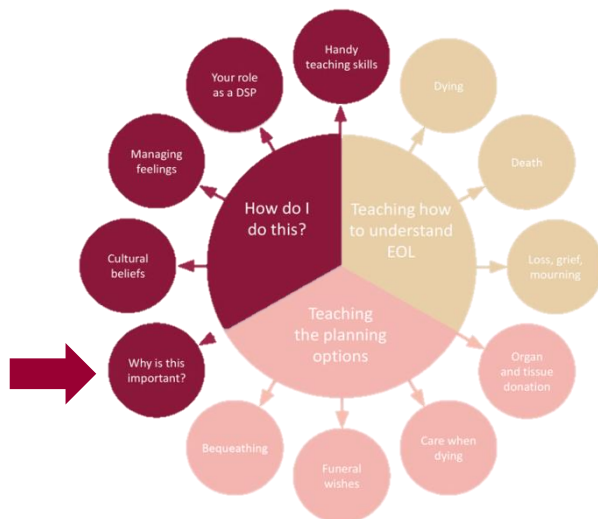 Handy
teaching skills
Your role
as a DSP
Dying
Managing
feelings
Death
How do I
do this?
Teaching how
to understand
EOL
Cultural
beliefs
Loss, grief,
mourning
Teaching
the planning
options
Why is this
important?
Organ
and tissue
donation
Bequeathing
Care when
dying
Funeral
wishes